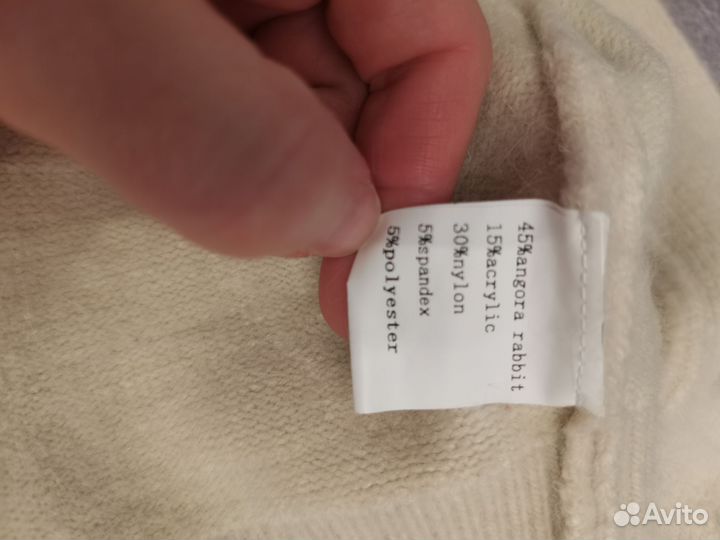 45%angora rabbit
15%acrylic
30%nylon
5%spandex
5%polyester
Avito